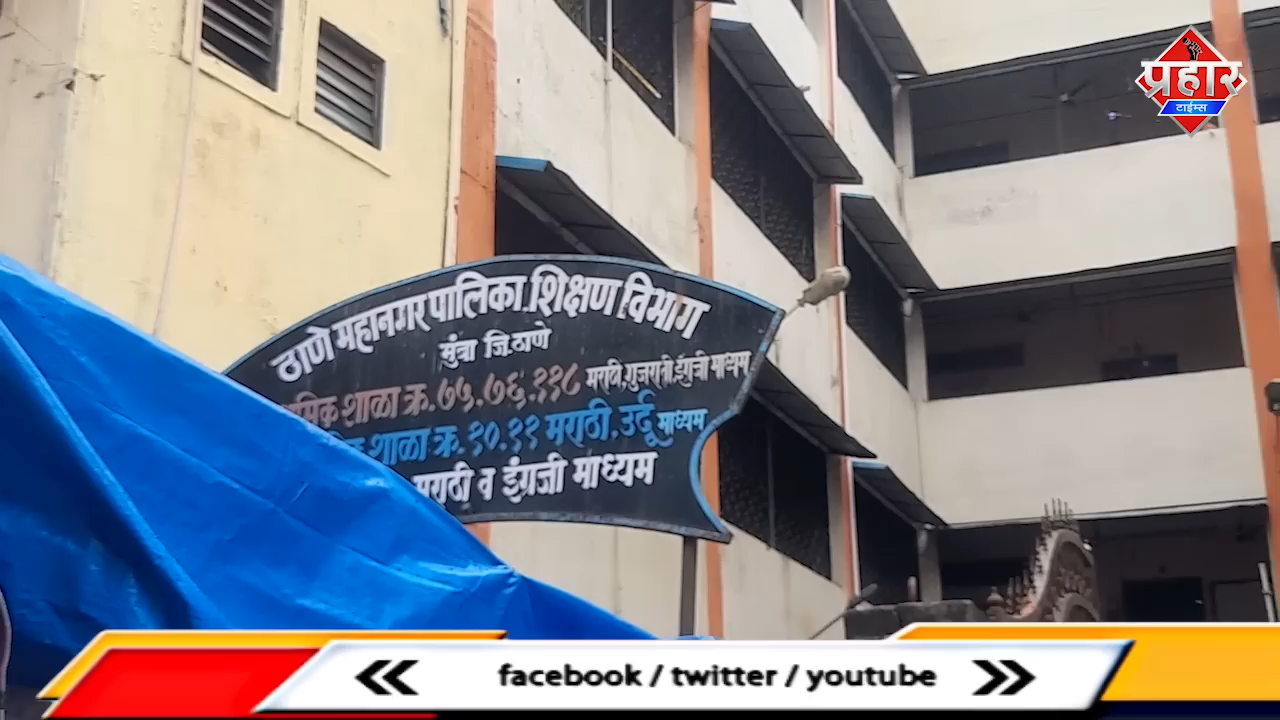 प्रहार
टाईम्स
ठाणे महानगर पालिका.शिक्षण विभाग
मुंब्रा जि.ठाणे
शाळा क्र.७५.७६.११८ मराठी,गुजराती,इंग्रजी माध्यम
शाळा क्र.१०.११ मराठी. उर्दू माध्यम
मराठी व इंग्रजी माध्यम
facebook / twitter / youtube